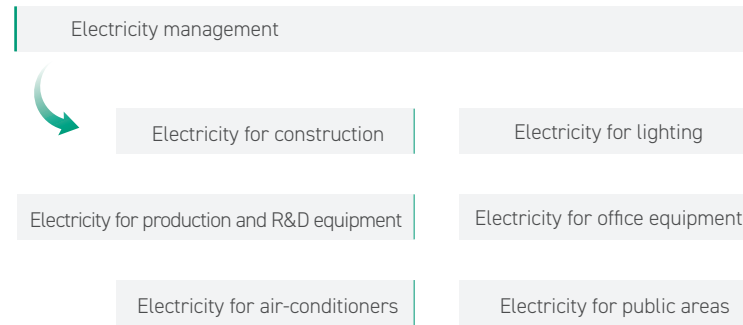 Electricity management
Electricity for construction
Electricity for lighting
Electricity for production and R&D equipment
Electricity for office equipment
Electricity for air-conditioners
Electricity for public areas